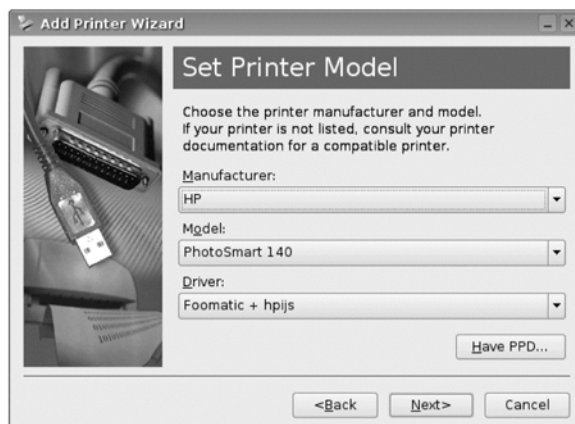 Add Printer Wizard
Set Printer Model
Choose the printer manufacturer and model.
If your printer is not listed, consult your printer
documentation for a compatible printer.
Manufacturer:
HP
Model:
PhotoSmart 140
Driver:
Foomatic + hpijs
Have PPD...
<Back
Next>
Cancel